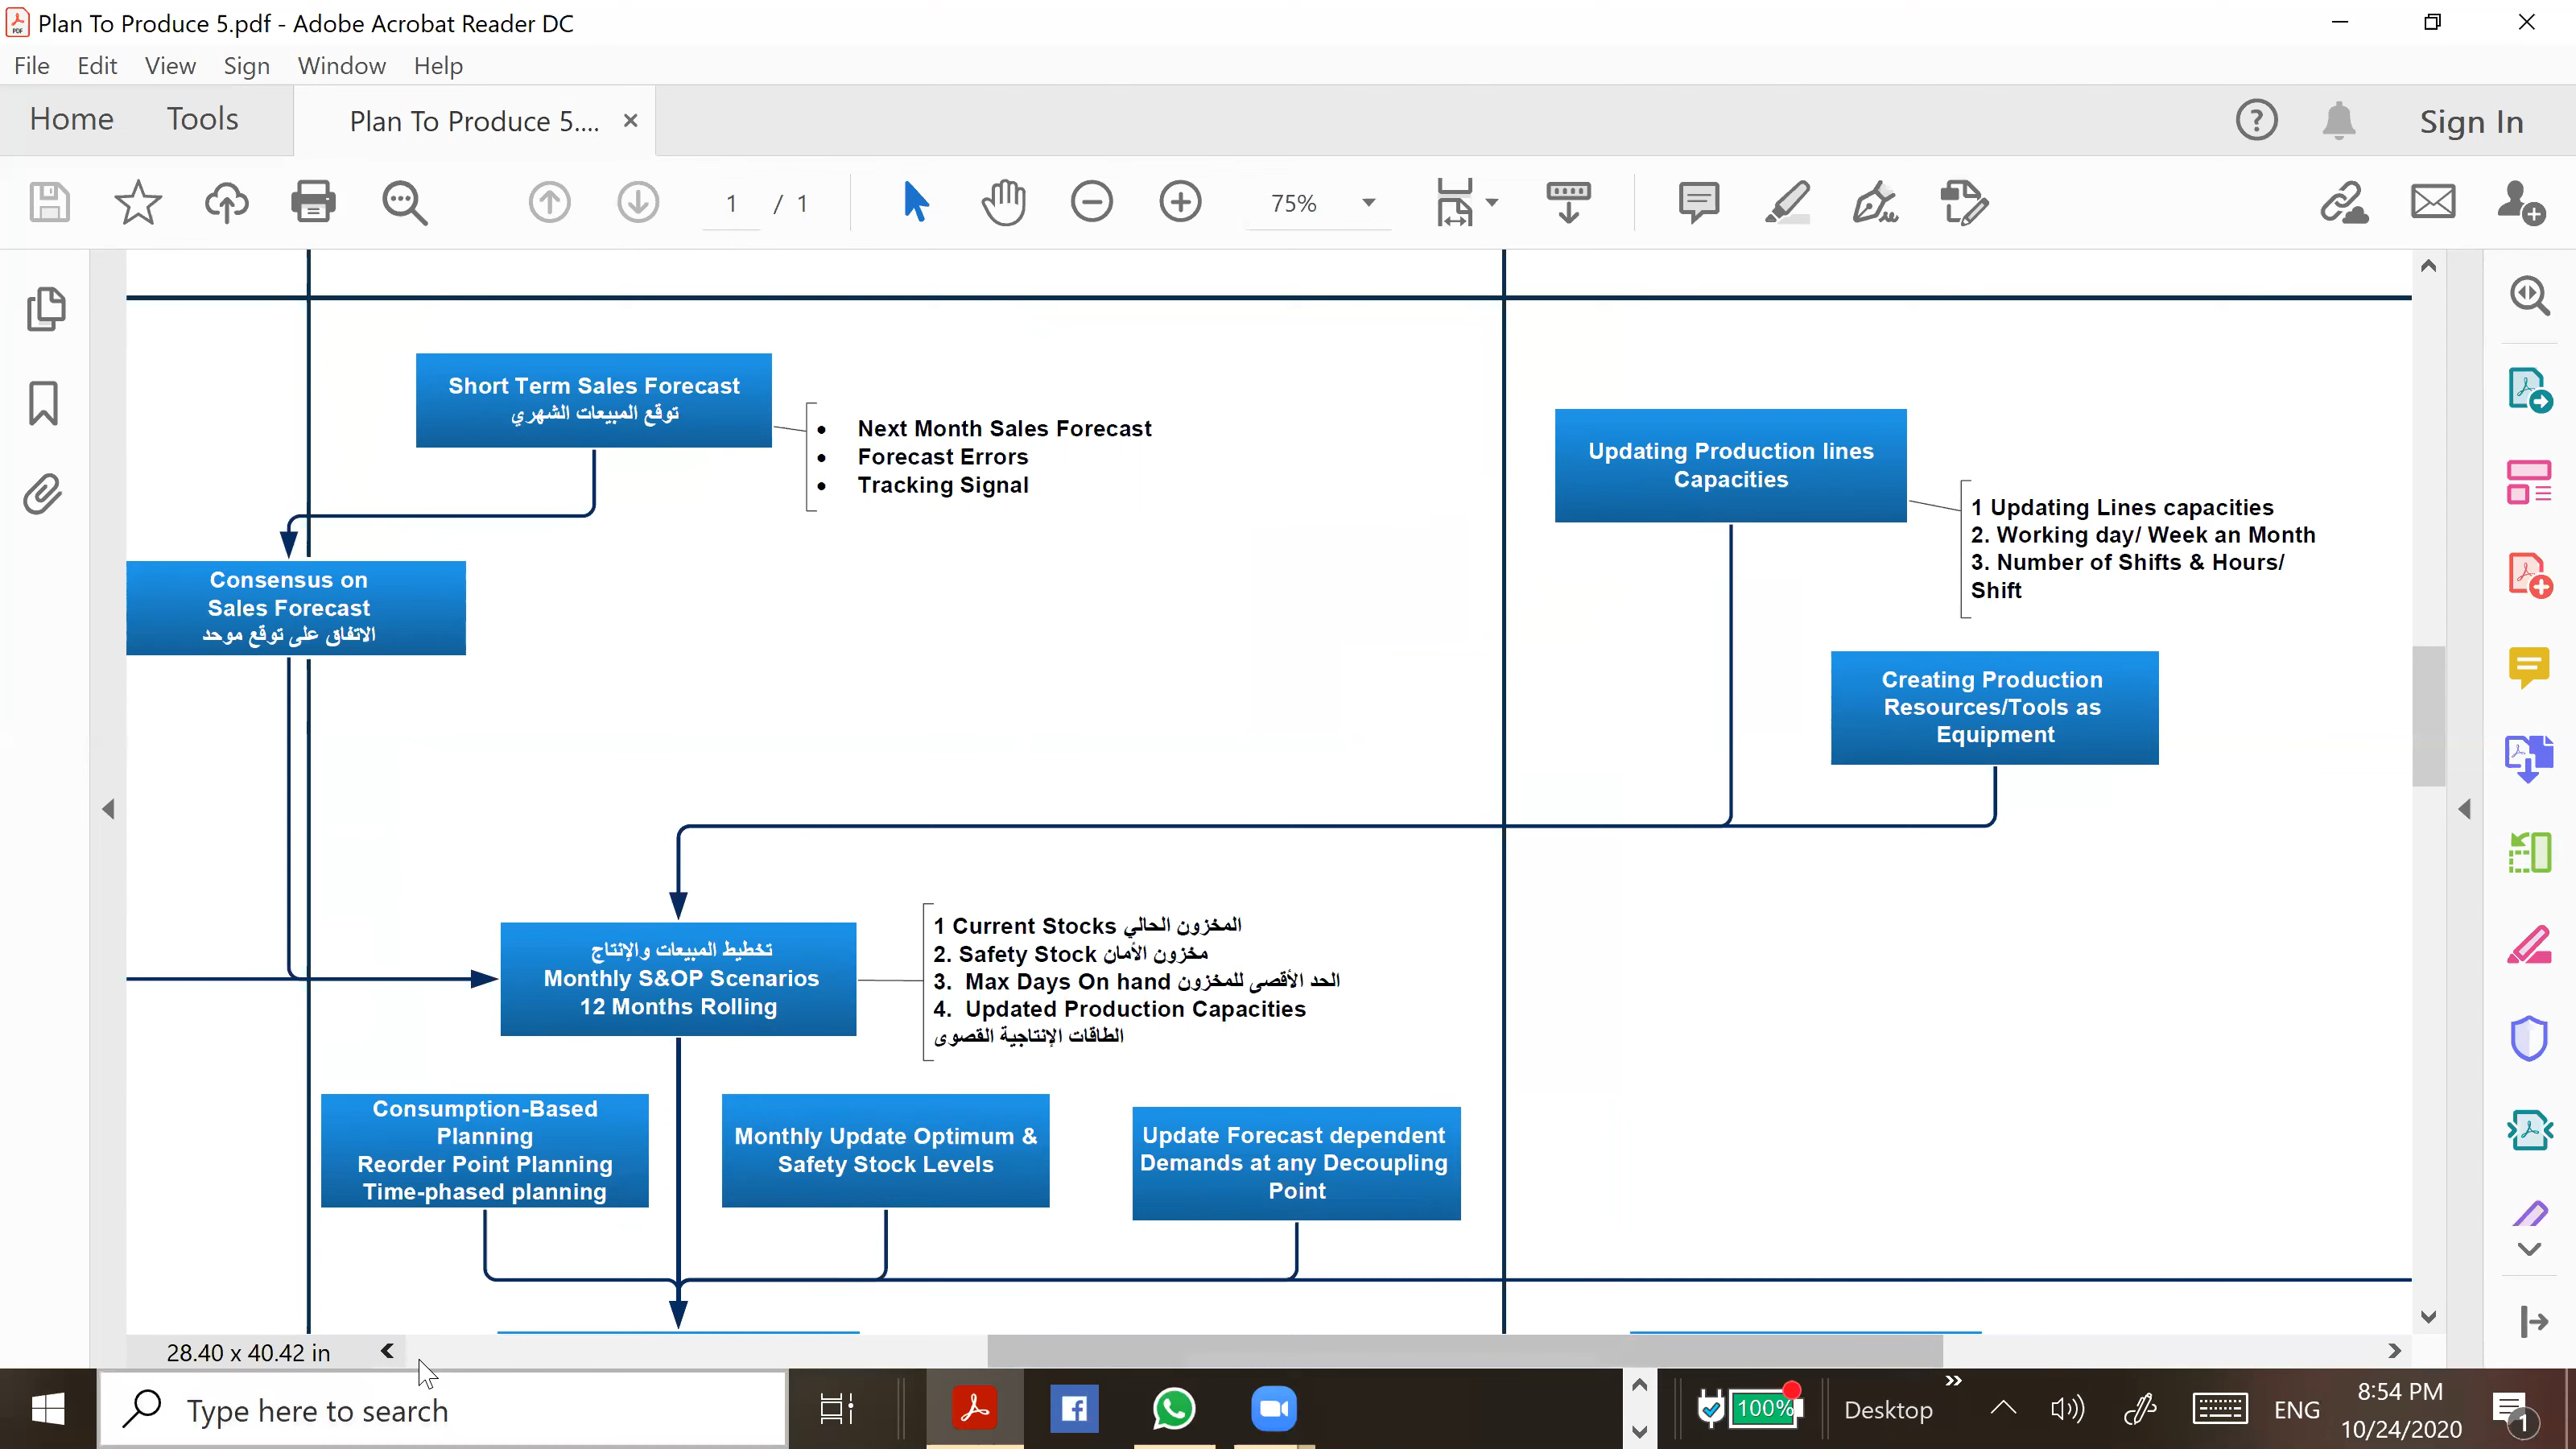 Plan To Produce 5.pdf - Adobe Acrobat Reader DC
File Edit View Sign Window Help
Home Tools Plan To Produce 5.... Sign In
1 / 1 75%
Short Term Sales Forecast
توقع المبيعات الشهري
• Next Month Sales Forecast
• Forecast Errors
• Tracking Signal
Updating Production lines
Capacities
1 Updating Lines capacities
2. Working day/ Week an Month
3. Number of Shifts & Hours/
Shift
Consensus on
Sales Forecast
الاتفاق على توقع موحد
Creating Production
Resources/Tools as
Equipment
تخطيط المبيعات والإنتاج
Monthly S&OP Scenarios
12 Months Rolling
1 Current Stocks المخزون الحالي
2. Safety Stock مخزون الأمان
3. Max Days On hand الحد الأقصى للمخزون
4. Updated Production Capacities
الطاقات الإنتاجية القصوى
Consumption-Based
Planning
Reorder Point Planning
Time-phased planning
Monthly Update Optimum &
Safety Stock Levels
Update Forecast dependent
Demands at any Decoupling
Point
28.40 x 40.42 in
Type here to search
100%
Desktop
ENG
8:54 PM
10/24/2020
1